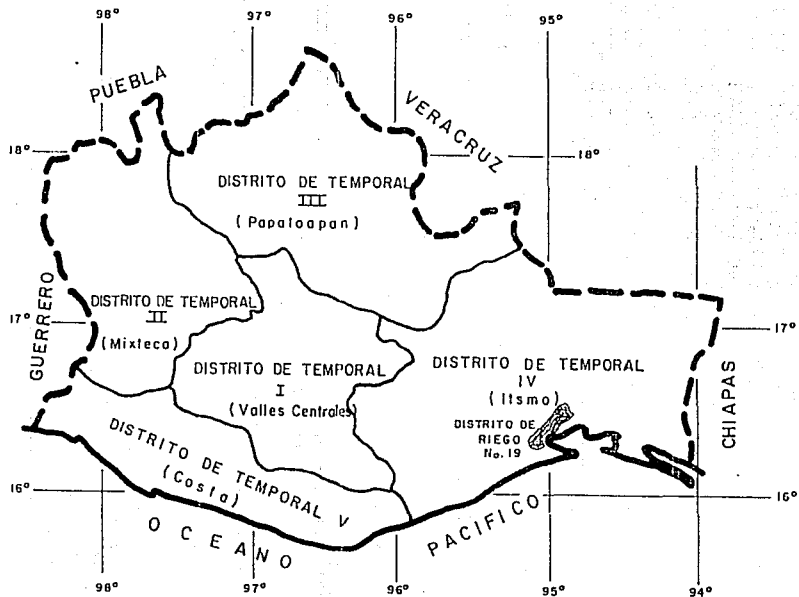 98°
97°
96°
95°
PUEBLA
VERACRUZ
18°
18°
DISTRITO DE TEMPORAL
III
(Papatoapan)
GUERRERO
17°
DISTRITO DE TEMPORAL
II
(Mixteca)
DISTRITO DE TEMPORAL
I
(Valles Centrales)
DISTRITO DE TEMPORAL
IV
(Itsmo)
17°
CHIAPAS
DISTRITO DE
RIEGO
No. 19
DISTRITO DE TEMPORAL V
(Costa)
16°
16°
OCEANO
PACIFICO
98°
97°
96°
95°
94°